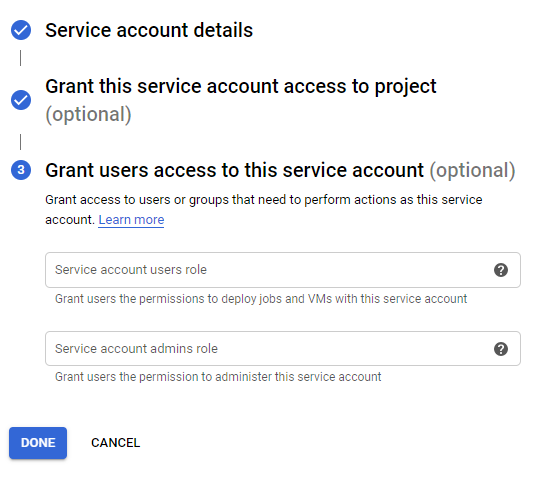 Service account details
Grant this service account access to project
(optional)
3
Grant users access to this service account (optional)
Grant access to users or groups that need to perform actions as this service
account. Learn more
Service account users role
?
Grant users the permissions to deploy jobs and VMs with this service account
Service account admins role
?
Grant users the permission to administer this service account
DONE CANCEL